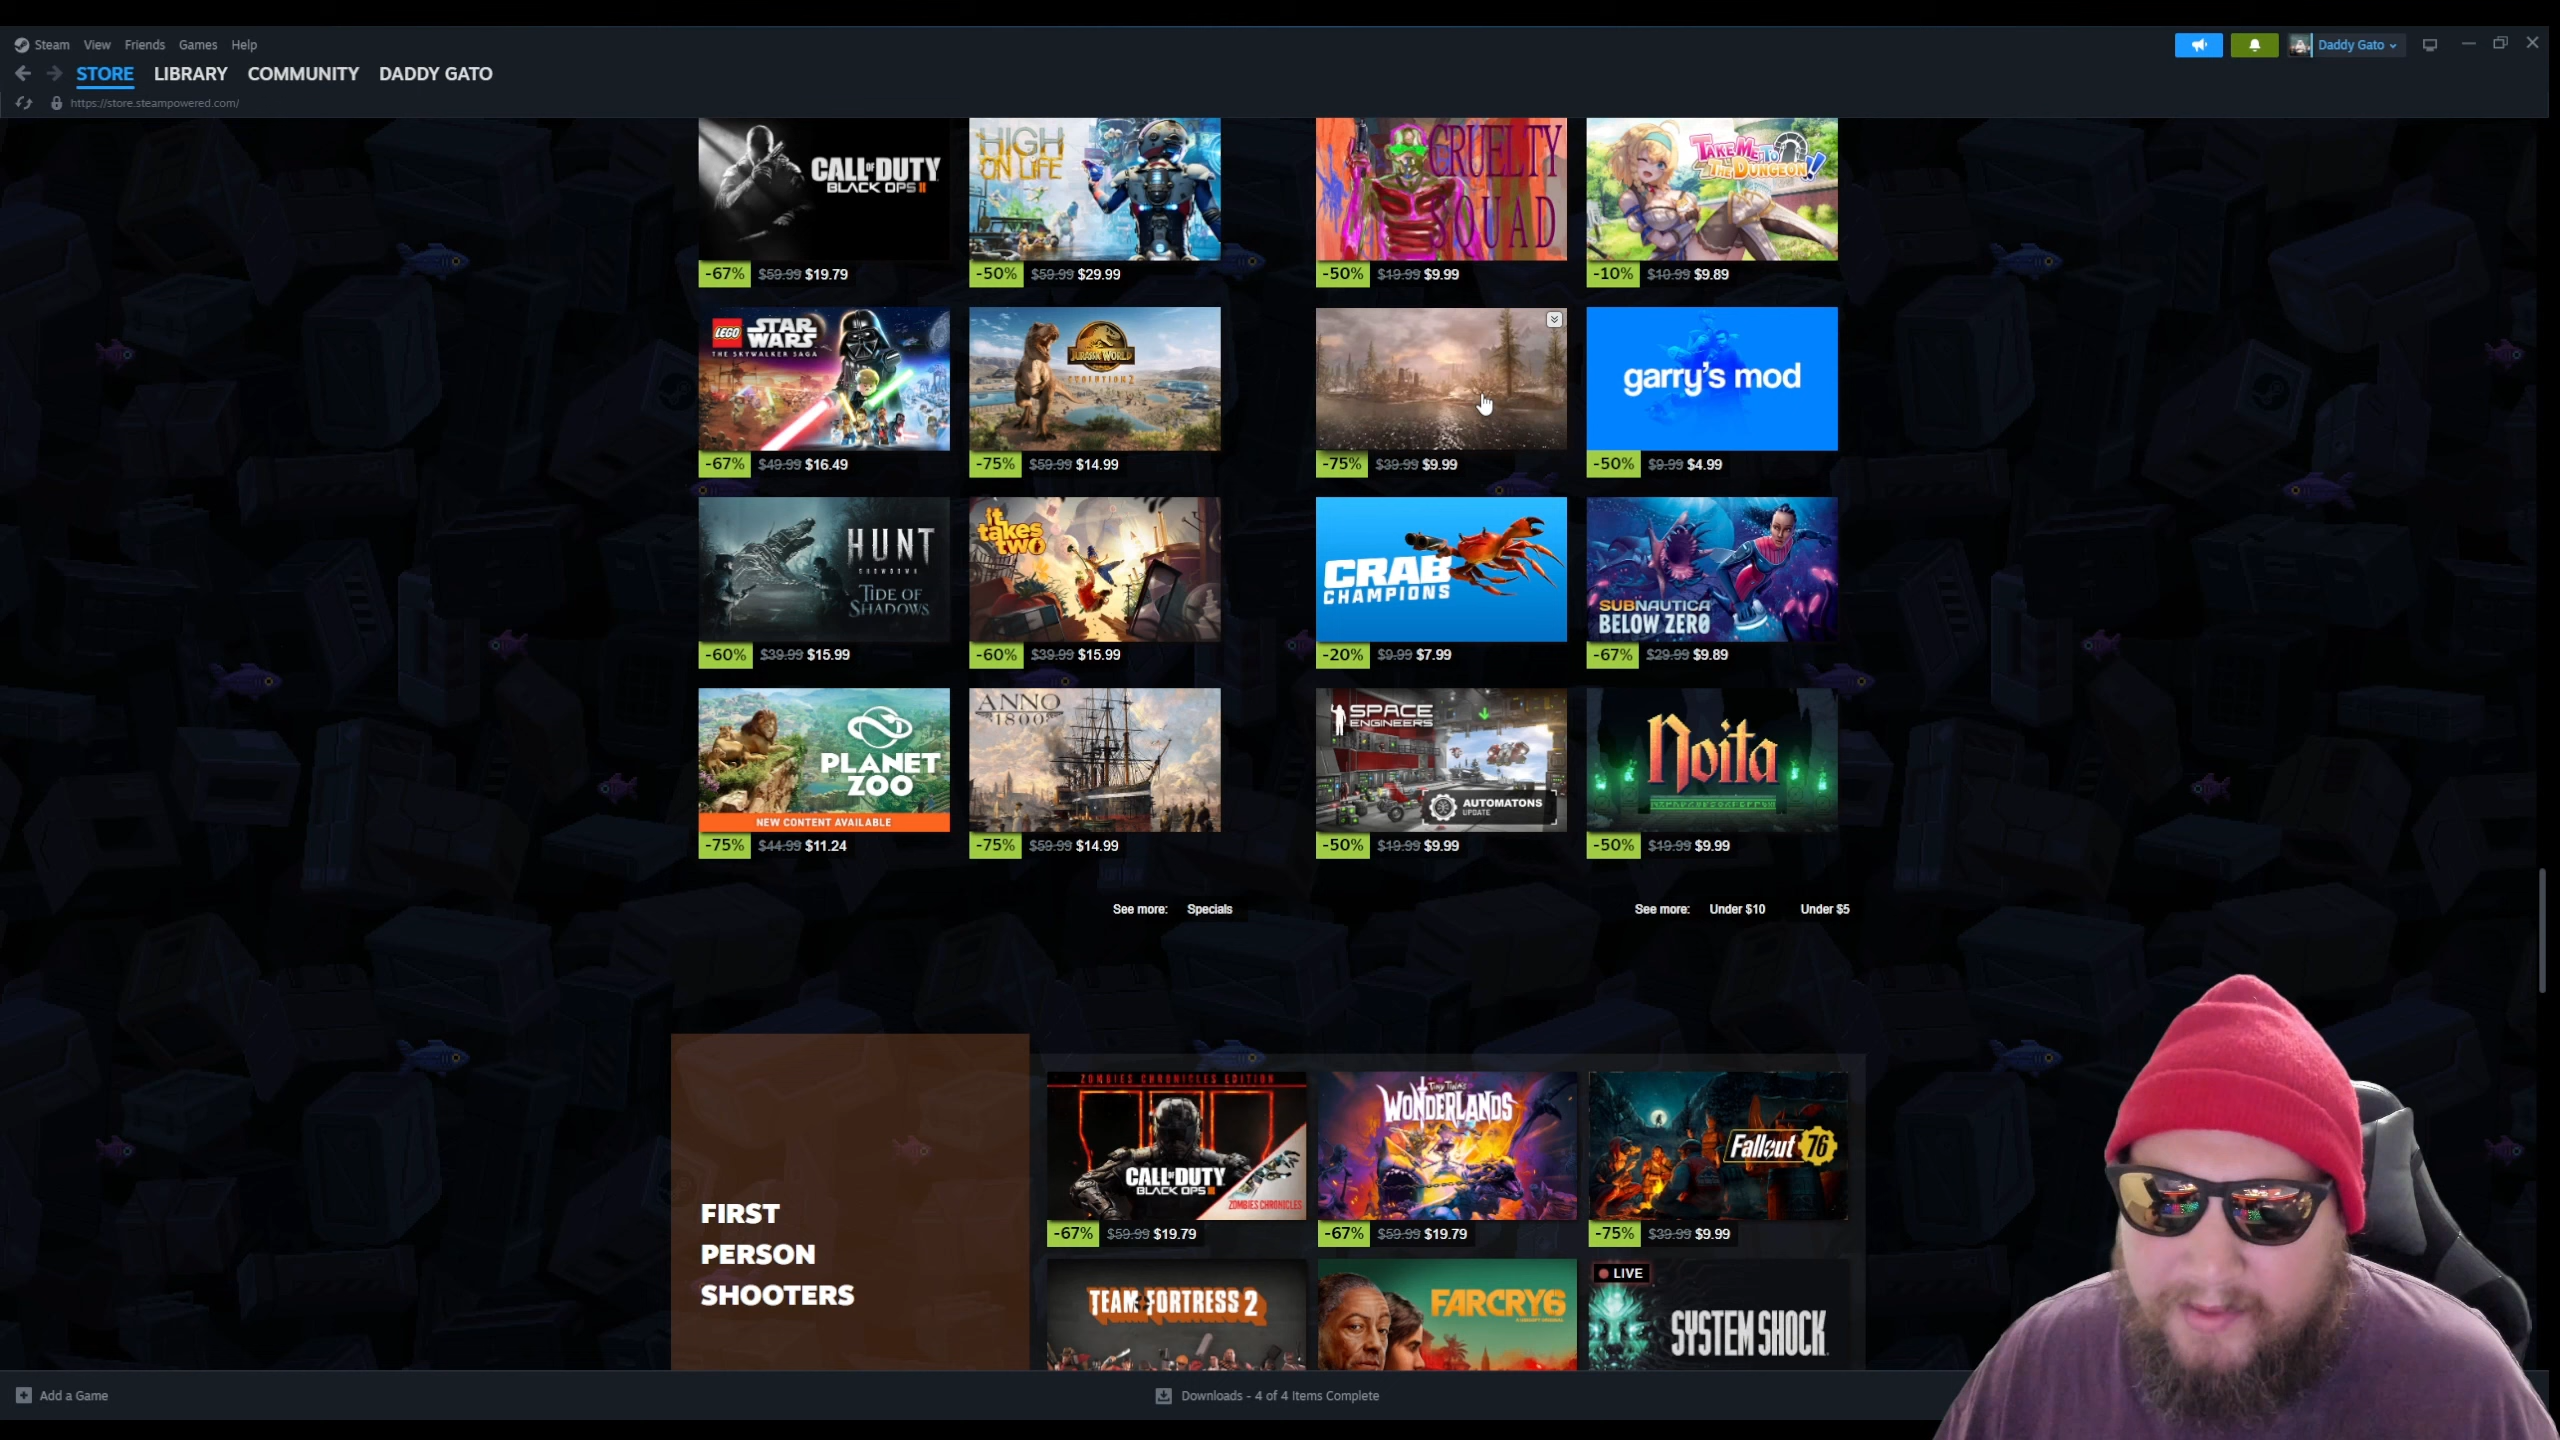 Steam View Friends Games Help
Daddy Gato
STORE LIBRARY COMMUNITY DADDY GATO
https://store.steampowered.com/
CALL OF DUTY
BLACK OPS II
HIGH
ON LIFE
CRUELTY
SQUAD
TAKE ME TO
THE DUNGEON!
-67% $59.99 $19.79
-50% $59.99 $29.99
-50% $19.99 $9.99
-10% $10.99 $9.89
LEGO STAR
WARS
THE SKYWALKER SAGA
JURASSIC WORLD
EVOLUTION 2
garry's mod
-67% $49.99 $16.49
-75% $59.99 $14.99
-75% $39.99 $9.99
-50% $9.99 $4.99
HUNT
SHOWDOWN
TIDE OF
SHADOWS
it
takes
two
CRAB
CHAMPIONS
SUBNAUTICA
BELOW ZERO
-60% $39.99 $15.99
-60% $39.99 $15.99
-20% $9.99 $7.99
-67% $29.99 $9.89
PLANET
ZOO
NEW CONTENT AVAILABLE
ANNO
1800
SPACE
ENGINEERS
AUTOMATONS
UPDATE
Noita
-75% $44.99 $11.24
-75% $59.99 $14.99
-50% $19.99 $9.99
-50% $19.99 $9.99
See more: Specials
See more: Under $10 Under $5
FIRST
PERSON
SHOOTERS
ZOMBIES CHRONICLES EDITION
CALL OF DUTY
BLACK OPS III
ZOMBIES CHRONICLES
TINY TINA'S
WONDERLANDS
Fallout 76
-67% $59.99 $19.79
-67% $59.99 $19.79
-75% $39.99 $9.99
TEAM FORTRESS 2
FARCRY6
LIVE
SYSTEM SHOCK
Add a Game
Downloads - 4 of 4 Items Complete